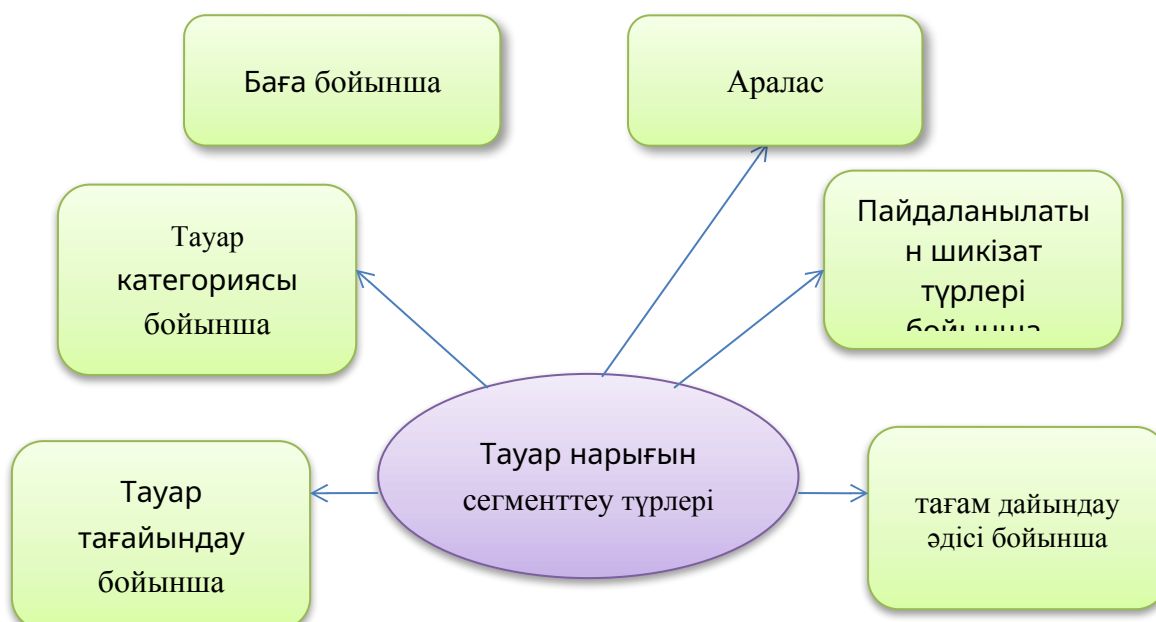 Баға бойынша
Аралас
Тауар
категориясы
бойынша
Пайдаланылаты
н шикізат
түрлері
бойынша
Тауар нарығын
сегменттеу түрлері
Тауар
тағайындау
бойынша
тағам дайындау
әдісі бойынша